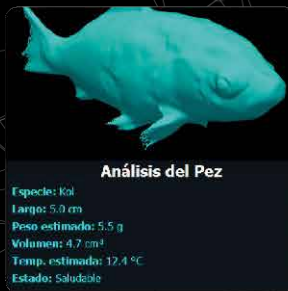 Análisis del Pez
Especie: Koi
Largo: 5.0 cm
Peso estimado: 5.5 g
Volumen: 4.7 cm³
Temp. estimada: 12.4 °C
Estado: Saludable